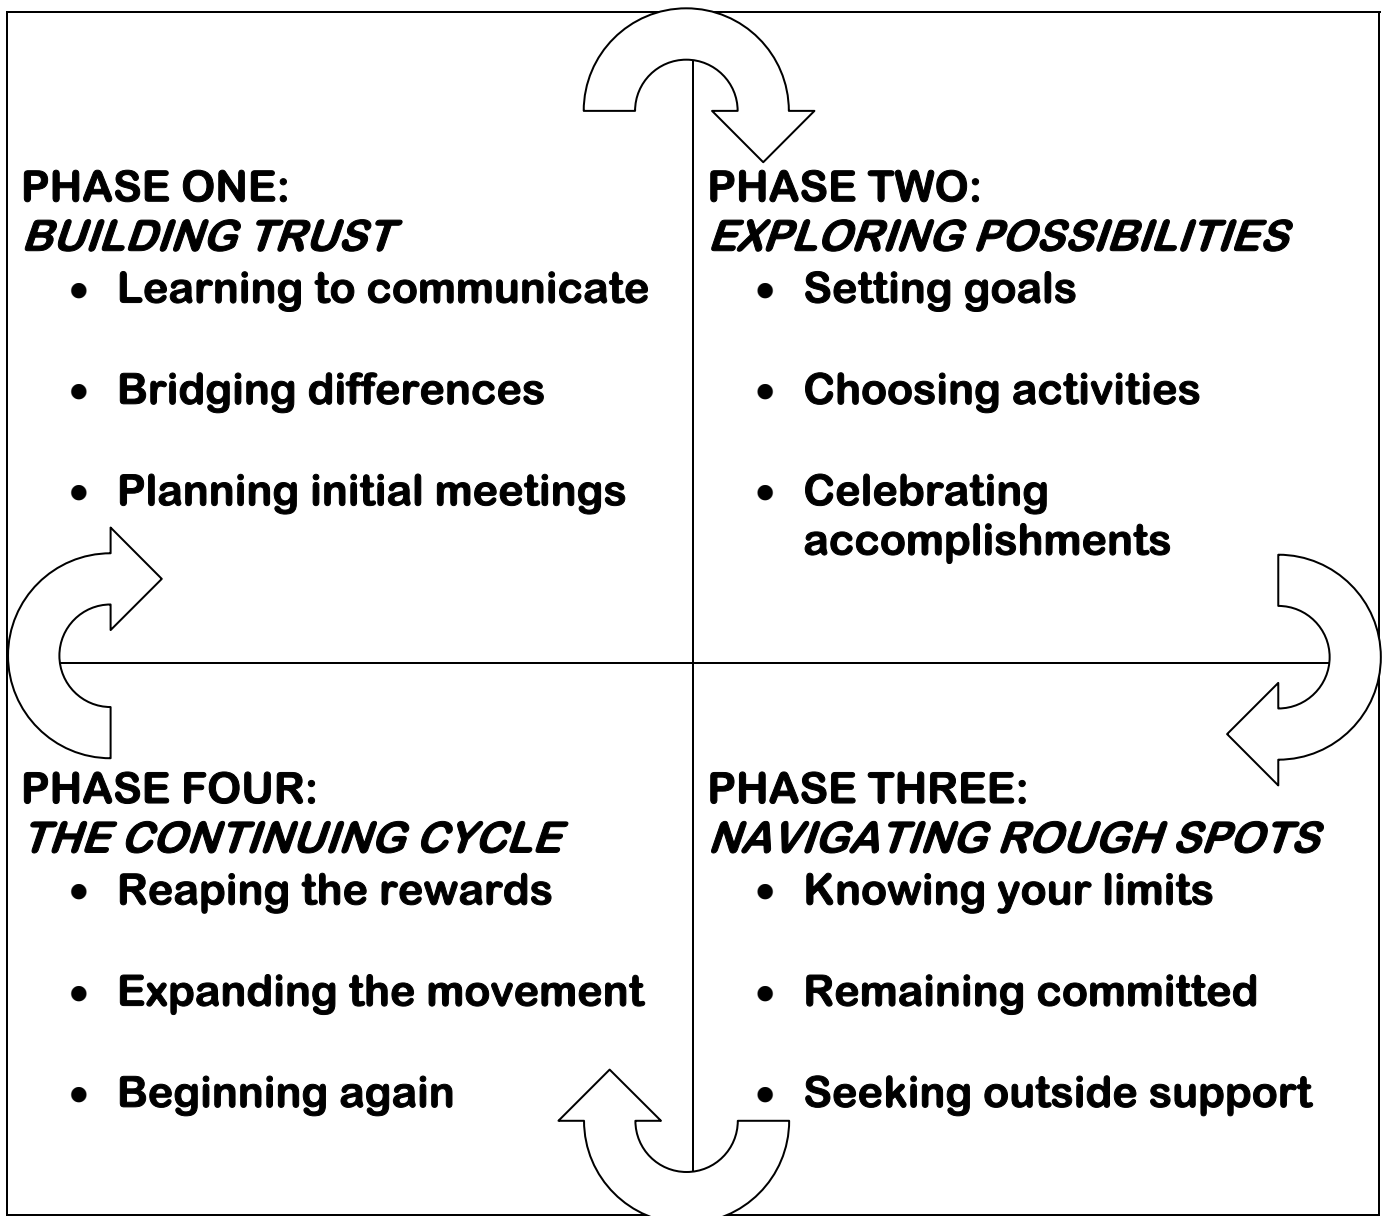 PHASE ONE:
BUILDING TRUST
• Learning to communicate
• Bridging differences
• Planning initial meetings
PHASE TWO:
EXPLORING POSSIBILITIES
• Setting goals
• Choosing activities
• Celebrating
accomplishments
PHASE FOUR:
THE CONTINUING CYCLE
• Reaping the rewards
• Expanding the movement
• Beginning again
PHASE THREE:
NAVIGATING ROUGH SPOTS
• Knowing your limits
• Remaining committed
• Seeking outside support